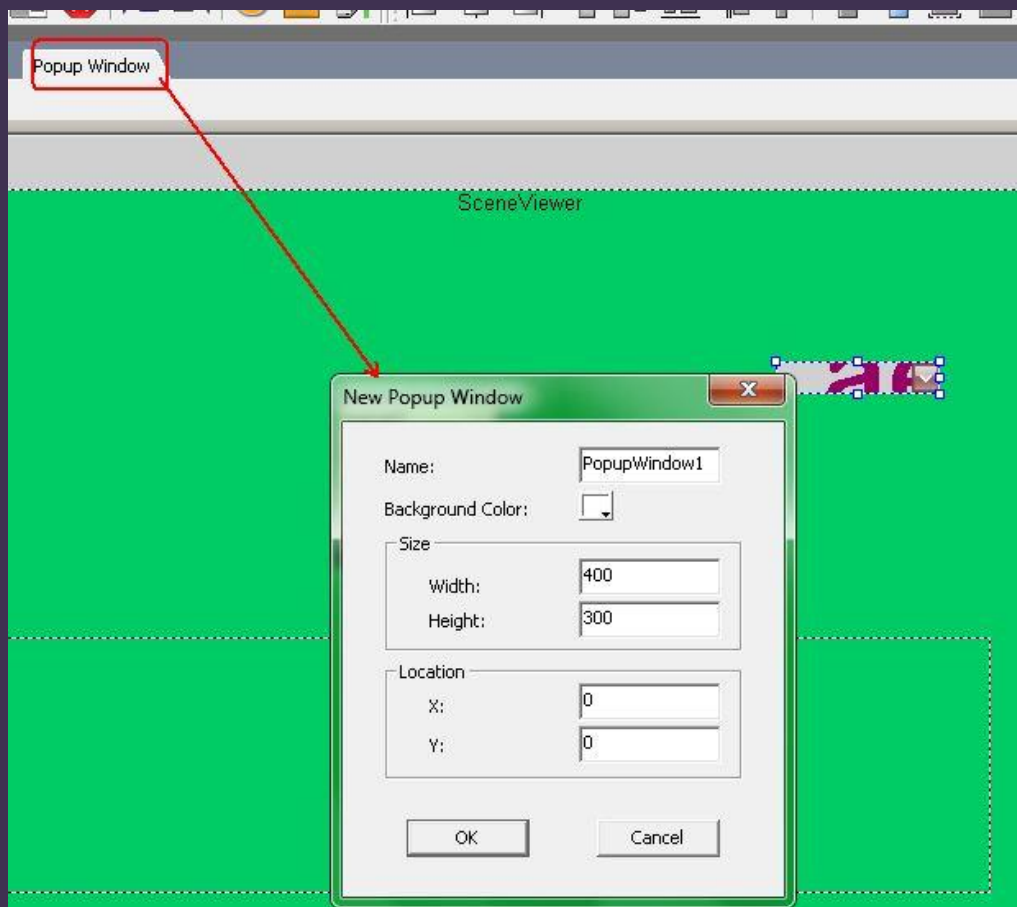 Popup Window
SceneViewer
New Popup Window
Name: PopupWindow1
Background Color:
Size
Width: 400
Height: 300
Location
X: 0
Y: 0
OK Cancel